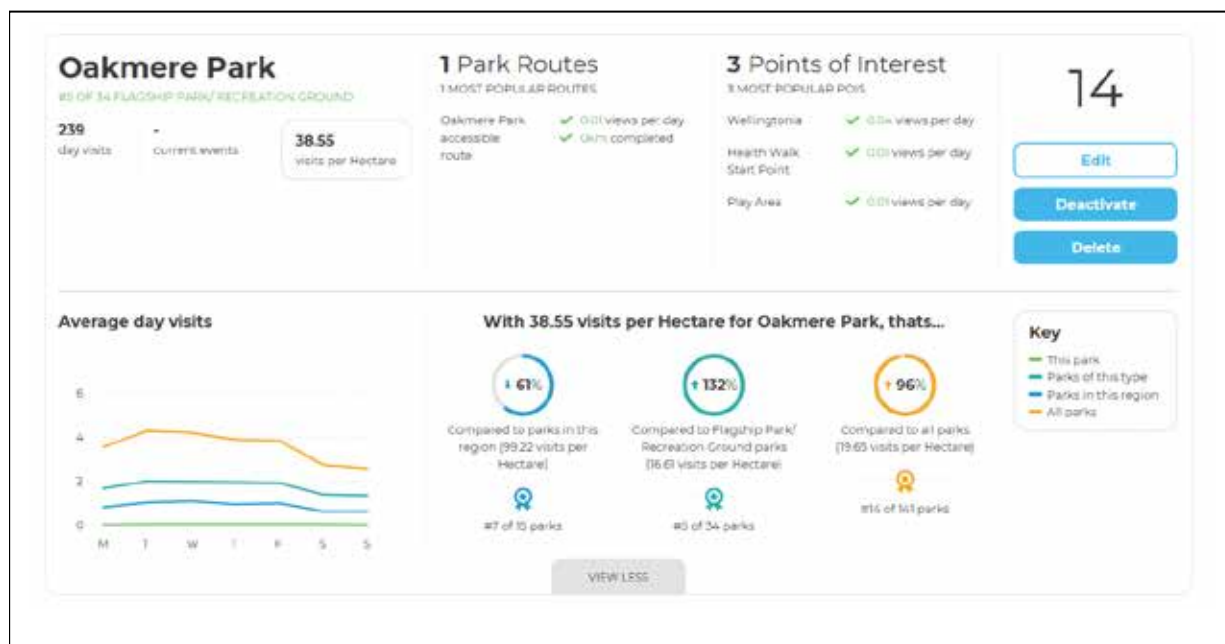 Oakmere Park
#5 OF 34 FLAGSHIP PARK/ RECREATION GROUND
239
day visits
-
current events
38.55
visits per Hectare
1 Park Routes
1 MOST POPULAR ROUTES
Oakmere Park
accessible
route
0.01 views per day
0km completed
3 Points of Interest
3 MOST POPULAR POIS
Wellingtonia
0.04 views per day
Health Walk
Start Point
0.01 views per day
Play Area
0.01 views per day
14
Edit
Deactivate
Delete
Average day visits
6
4
2
0
M T W T F S S
With 38.55 visits per Hectare for Oakmere Park, thats...
61%
Compared to parks in this
region (99.22 visits per
Hectare)
#7 of 15 parks
132%
Compared to Flagship Park/
Recreation Ground parks
(16.61 visits per Hectare)
#5 of 34 parks
96%
Compared to all parks
(19.65 visits per Hectare)
#14 of 141 parks
Key
This park
Parks of this type
Parks in this region
All parks
VIEW LESS